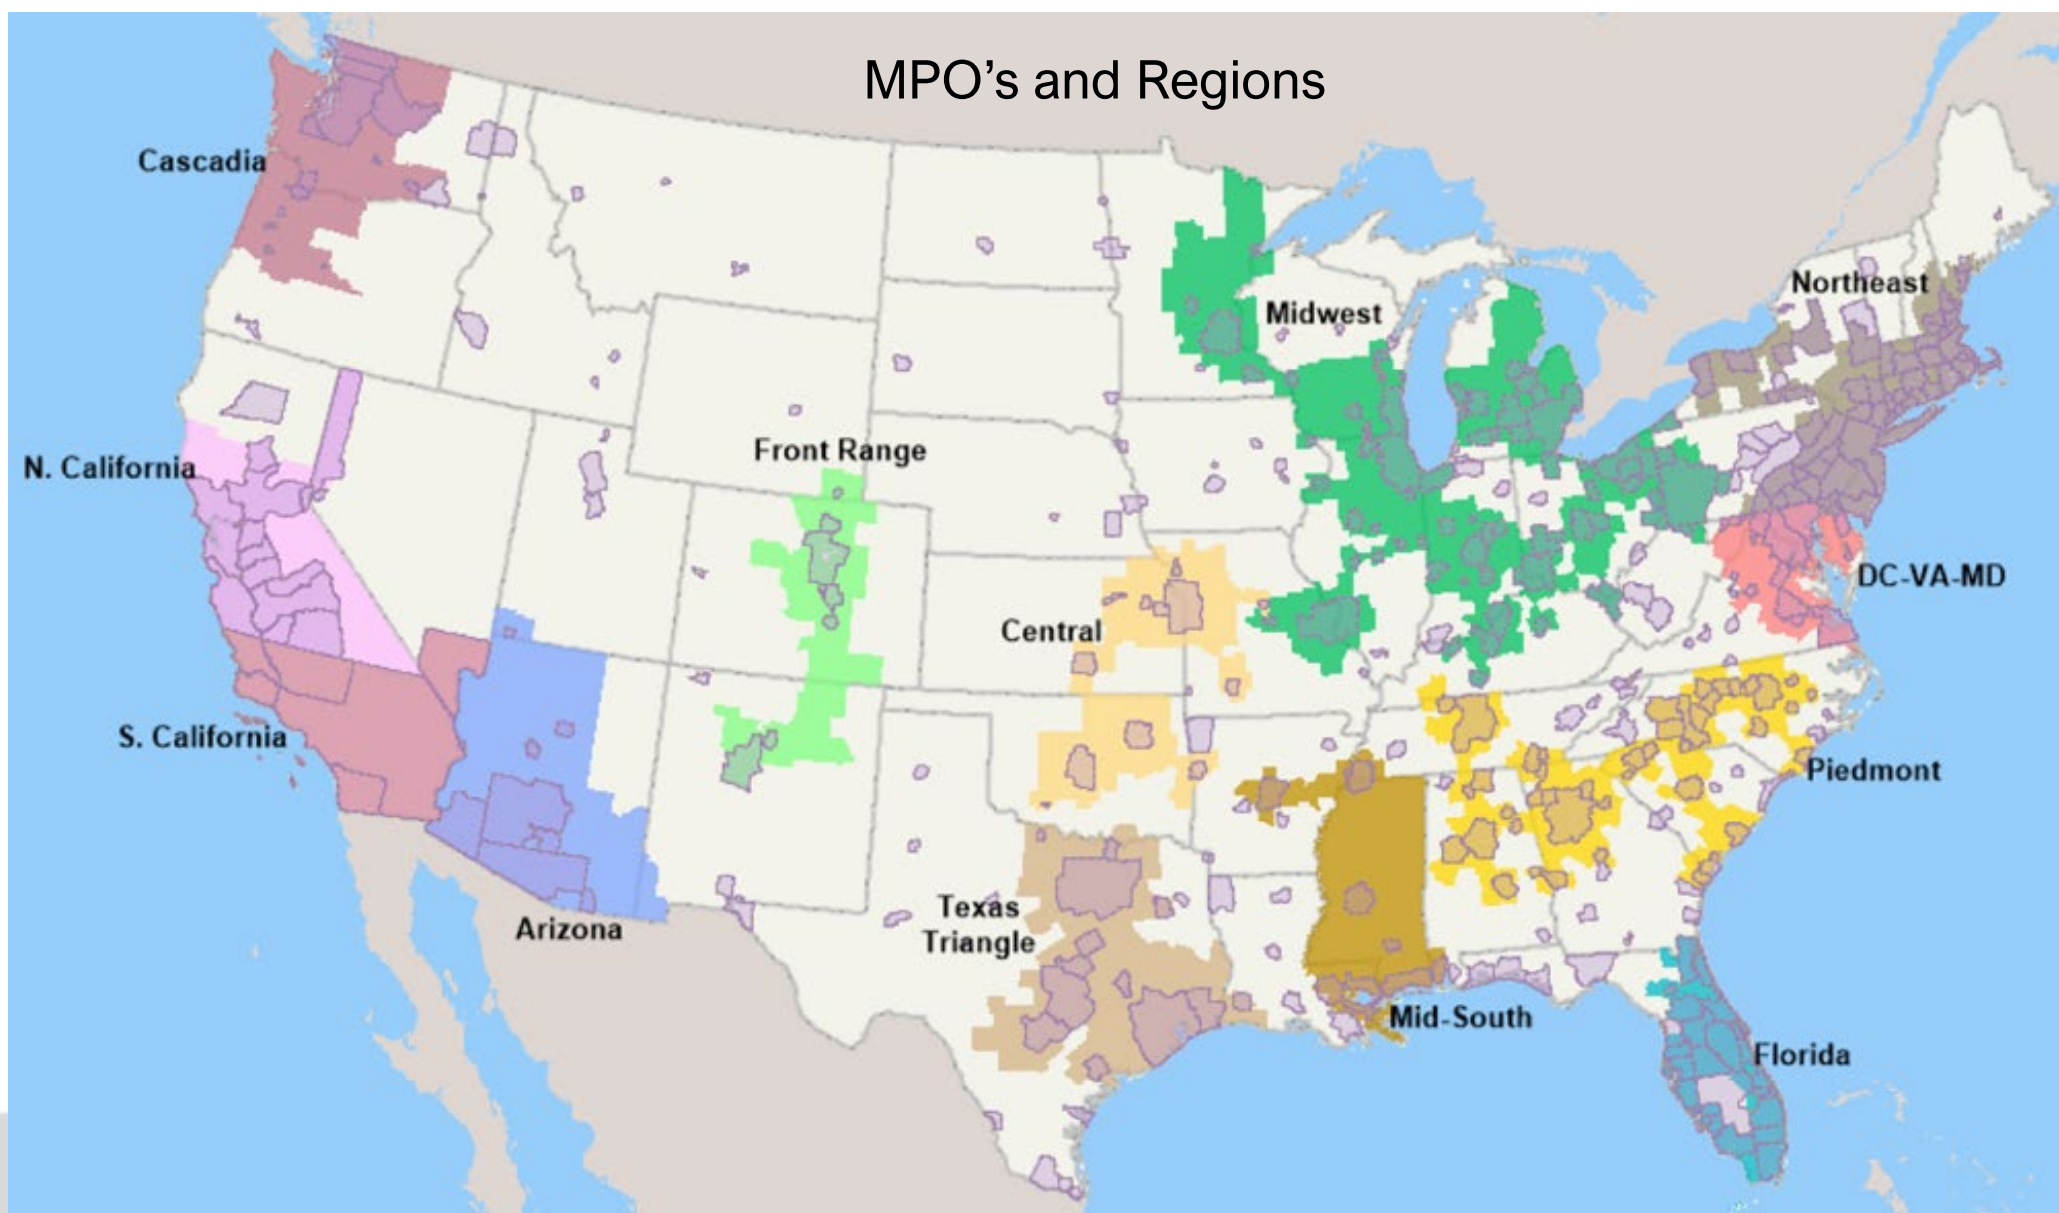 MPO’s and Regions
Cascadia
Northeast
Midwest
Front Range
N. California
DC-VA-MD
Central
S. California
Piedmont
Texas
Triangle
Arizona
Mid-South
Florida